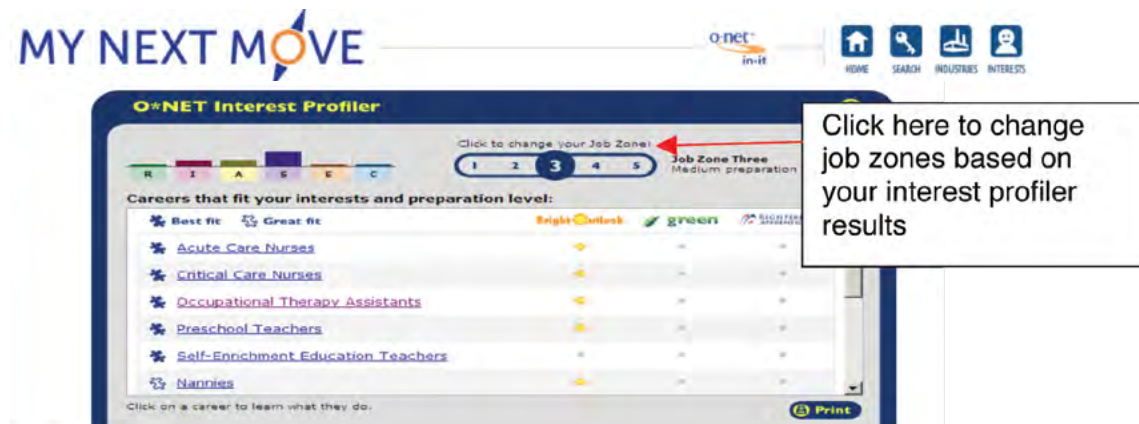 MY NEXT MOVE
o·net™
in-it
HOME SEARCH INDUSTRIES INTERESTS
O*NET Interest Profiler
Click to change your Job Zone:
1 2 3 4 5
Job Zone Three
Medium preparation
R I A S E C
Click here to change
job zones based on
your interest profiler
results
Careers that fit your interests and preparation level:
Best fit Great fit Bright Outlook green
Acute Care Nurses
Critical Care Nurses
Occupational Therapy Assistants
Preschool Teachers
Self-Enrichment Education Teachers
Nannies
Click on a career to learn what they do.
Print